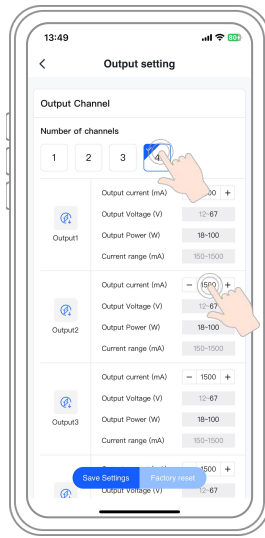 13:49
80+
Output setting
Output Channel
Number of channels
1 2 3 4
Output current (mA) 00 +
Output Voltage (V) 12-67
Output1
Output Power (W) 18-100
Current range (mA) 150-1500
Output current (mA) − 1500 +
Output Voltage (V) 12-67
Output2
Output Power (W) 18-100
Current range (mA) 150-1500
Output current (mA) − 1500 +
Output Voltage (V) 12-67
Output3
Output Power (W) 18-100
Current range (mA) 150-1500
1500 +
Save Settings Factory reset
Output Voltage (V) 12-67